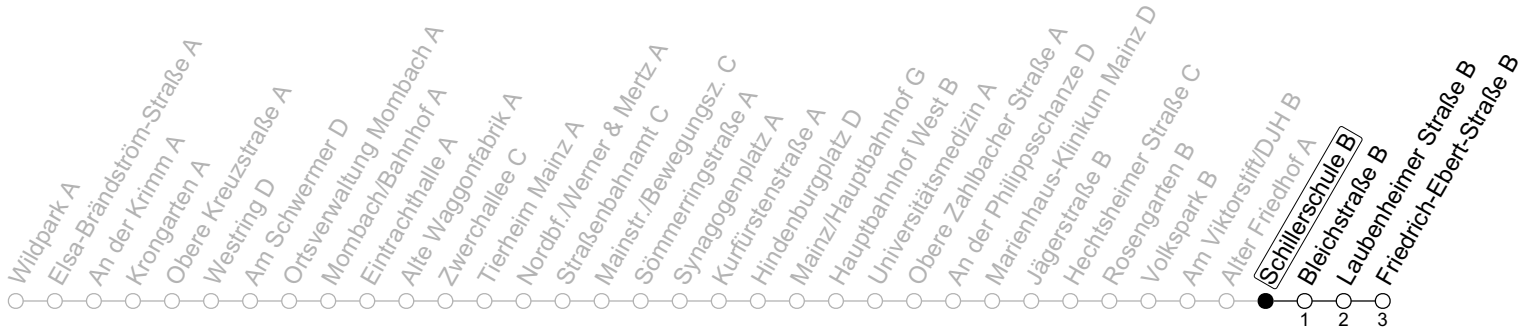 Wildpark A
Elsa-Brändström-Straße A
An der Krimm A
Krongarten A
Obere Kreuzstraße A
Westring D
Am Schwermer D
Ortsverwaltung Mombach A
Mombach/Bahnhof A
Eintrachthalle A
Alte Waggonfabrik A
Zwerchallee C
Tierheim Mainz A
Nordbf./Werner & Mertz A
Straßenbahnamt C
Mainstr./Bewegungsz. C
Sömmerringstraße A
Synagogenplatz A
Kurfürstenstraße A
Hindenburgplatz D
Mainz/Hauptbahnhof G
Hauptbahnhof West B
Universitätsmedizin A
Obere Zahlbacher Straße A
An der Philippsschanze D
Marienhaus-Klinikum Mainz D
Jägerstraße B
Hechtsheimer Straße C
Rosengarten B
Volkspark B
Am Viktorstift/DJH B
Alter Friedhof A
Schillerschule B
Bleichstraße B
Laubenheimer Straße B
Friedrich-Ebert-Straße B
1 2 3